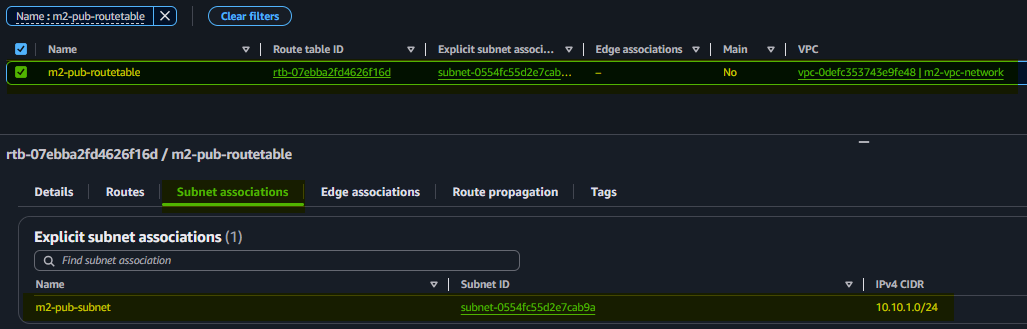 Name : m2-pub-routetable Clear filters
Name Route table ID Explicit subnet associ... Edge associations Main VPC
m2-pub-routetable rtb-07ebba2fd4626f16d subnet-0554fc55d2e7cab... – No vpc-0defc353743e9fe48 | m2-vpc-network
rtb-07ebba2fd4626f16d / m2-pub-routetable
Details Routes Subnet associations Edge associations Route propagation Tags
Explicit subnet associations (1)
Find subnet association
Name Subnet ID IPv4 CIDR
m2-pub-subnet subnet-0554fc55d2e7cab9a 10.10.1.0/24